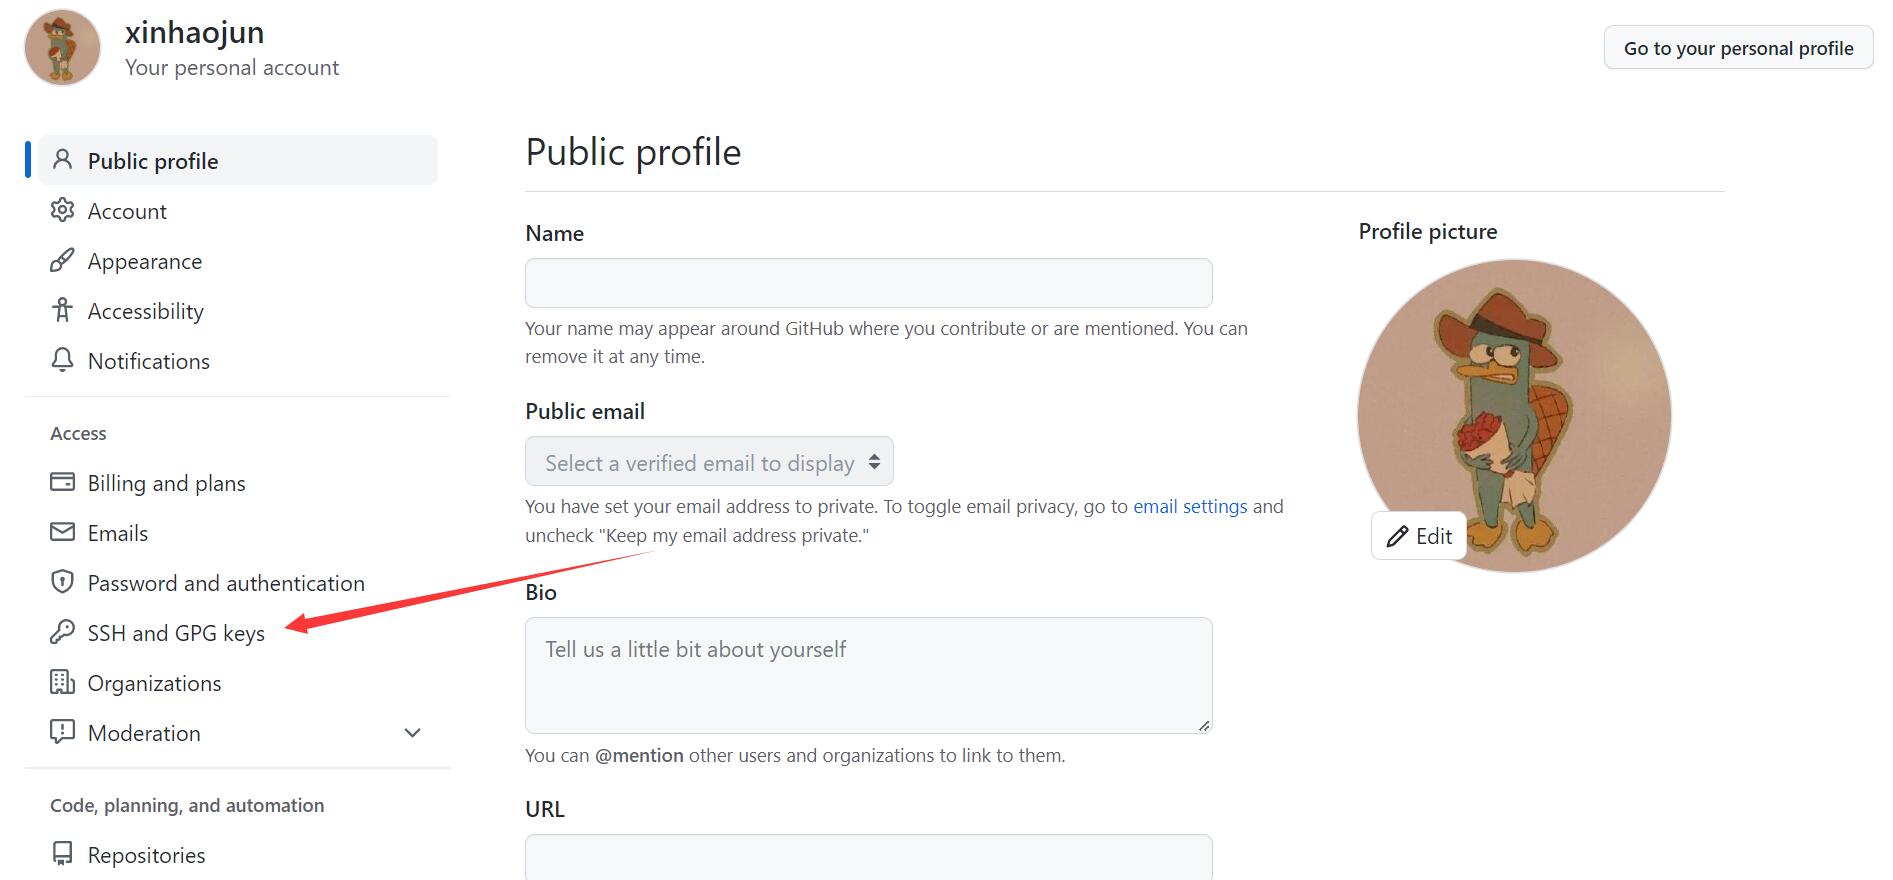 xinhaojun
Your personal account
Go to your personal profile
Public profile
Account
Appearance
Accessibility
Notifications
Access
Billing and plans
Emails
Password and authentication
SSH and GPG keys
Organizations
Moderation
Code, planning, and automation
Repositories
Public profile
Name
Your name may appear around GitHub where you contribute or are mentioned. You can
remove it at any time.
Public email
Select a verified email to display
You have set your email address to private. To toggle email privacy, go to email settings and
uncheck "Keep my email address private."
Bio
Tell us a little bit about yourself
You can @mention other users and organizations to link to them.
URL
Profile picture
Edit